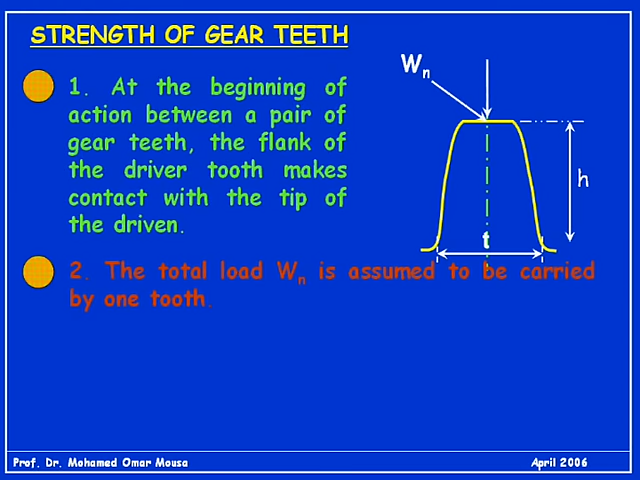 STRENGTH OF GEAR TEETH
1. At the beginning of
action between a pair of
gear teeth, the flank of
the driver tooth makes
contact with the tip of
the driven.
Wn
h
t
2. The total load Wn is assumed to be carried
by one tooth.
Prof. Dr. Mohamed Omar Mousa
April 2006